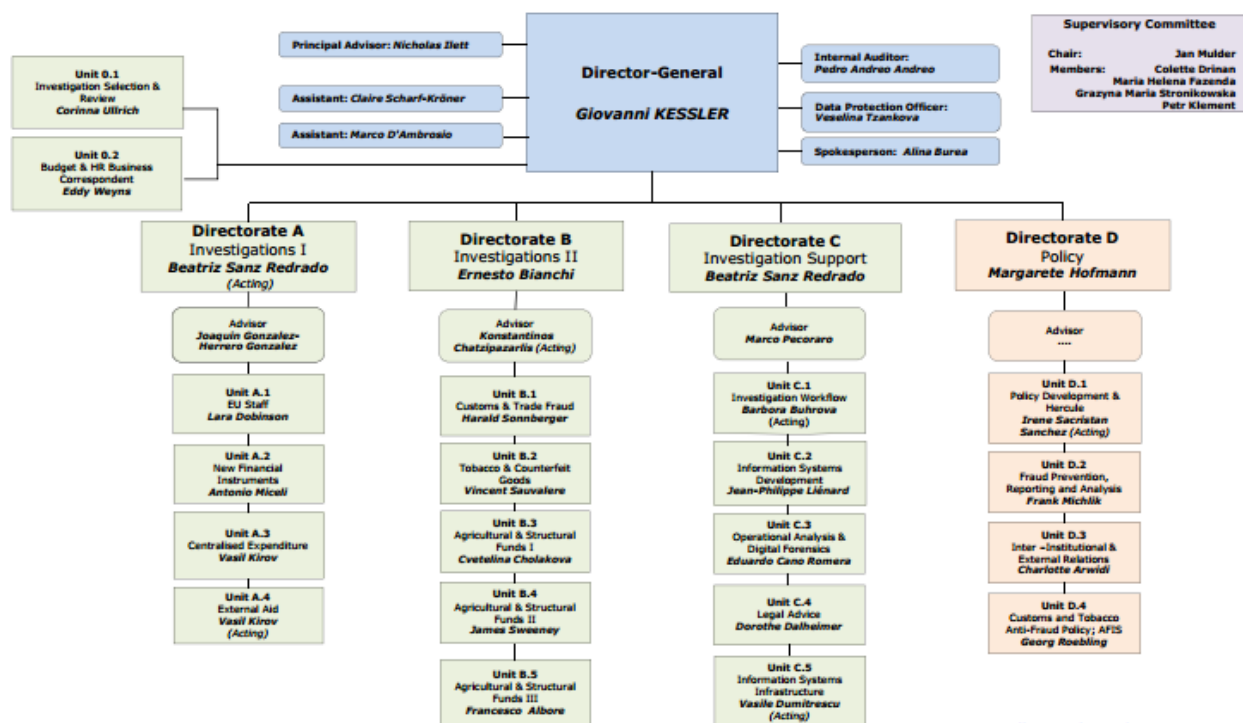 Supervisory Committee
Chair: Jan Mulder
Members: Colette Drinan
Maria Helena Fazenda
Grazyna Maria Stronikowska
Petr Klement
Director-General
Giovanni KESSLER
Principal Advisor: Nicholas Ilett
Assistant: Claire Scharf-Kröner
Assistant: Marco D'Ambrosio
Internal Auditor:
Pedro Andreo Andreo
Data Protection Officer:
Veselina Tzankova
Spokesperson: Alina Burea
Unit 0.1
Investigation Selection &
Review
Corinna Ullrich
Unit 0.2
Budget & HR Business
Correspondent
Eddy Weyns
Directorate A
Investigations I
Beatriz Sanz Redrado
(Acting)
Advisor
Joaquin Gonzalez-
Herrero Gonzalez
Unit A.1
EU Staff
Lara Dobinson
Unit A.2
New Financial
Instruments
Antonio Miceli
Unit A.3
Centralised Expenditure
Vasil Kirov
Unit A.4
External Aid
Vasil Kirov
(Acting)
Directorate B
Investigations II
Ernesto Bianchi
Advisor
Konstantinos
Chatzipazarlis (Acting)
Unit B.1
Customs & Trade Fraud
Harald Sonnberger
Unit B.2
Tobacco & Counterfeit
Goods
Vincent Sauvalere
Unit B.3
Agricultural & Structural
Funds I
Cvetelina Cholakova
Unit B.4
Agricultural & Structural
Funds II
James Sweeney
Unit B.5
Agricultural & Structural
Funds III
Francesco Albore
Directorate C
Investigation Support
Beatriz Sanz Redrado
Advisor
Marco Pecoraro
Unit C.1
Investigation Workflow
Barbora Buhrova
(Acting)
Unit C.2
Information Systems
Development
Jean-Philippe Liénard
Unit C.3
Operational Analysis &
Digital Forensics
Eduardo Cano Romera
Unit C.4
Legal Advice
Dorothe Dalheimer
Unit C.5
Information Systems
Infrastructure
Vasile Dumitrescu
(Acting)
Directorate D
Policy
Margarete Hofmann
Advisor
....
Unit D.1
Policy Development &
Hercule
Irene Sacristan
Sanchez (Acting)
Unit D.2
Fraud Prevention,
Reporting and Analysis
Frank Michlik
Unit D.3
Inter -Institutional &
External Relations
Charlotte Arwidi
Unit D.4
Customs and Tobacco
Anti-Fraud Policy; AFIS
Georg Roebling